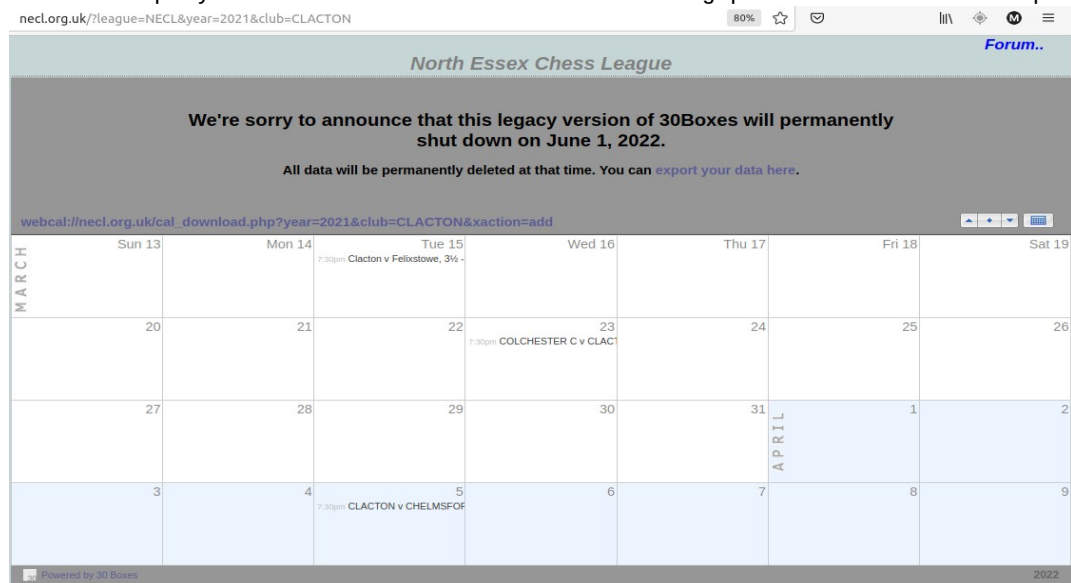 necl.org.uk/?league=NECL&year=2021&club=CLACTON
80%
M
Forum..
North Essex Chess League
We're sorry to announce that this legacy version of 30Boxes will permanently
shut down on June 1, 2022.
All data will be permanently deleted at that time. You can export your data here.
webcal://necl.org.uk/cal_download.php?year=2021&club=CLACTON&xaction=add
MARCH
Sun 13 Mon 14 Tue 15 Wed 16 Thu 17 Fri 18 Sat 19
7:30pm Clacton v Felixstowe, 3½ -
20 21 22 23 24 25 26
7:30pm COLCHESTER C v CLACT
27 28 29 30 31 1 2
APRIL
3 4 5 6 7 8 9
7:30pm CLACTON v CHELMSFOR
30 Powered by 30 Boxes
2022